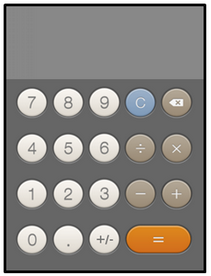 7 8 9 C
4 5 6 ÷ ×
1 2 3 − +
0 . +/- =